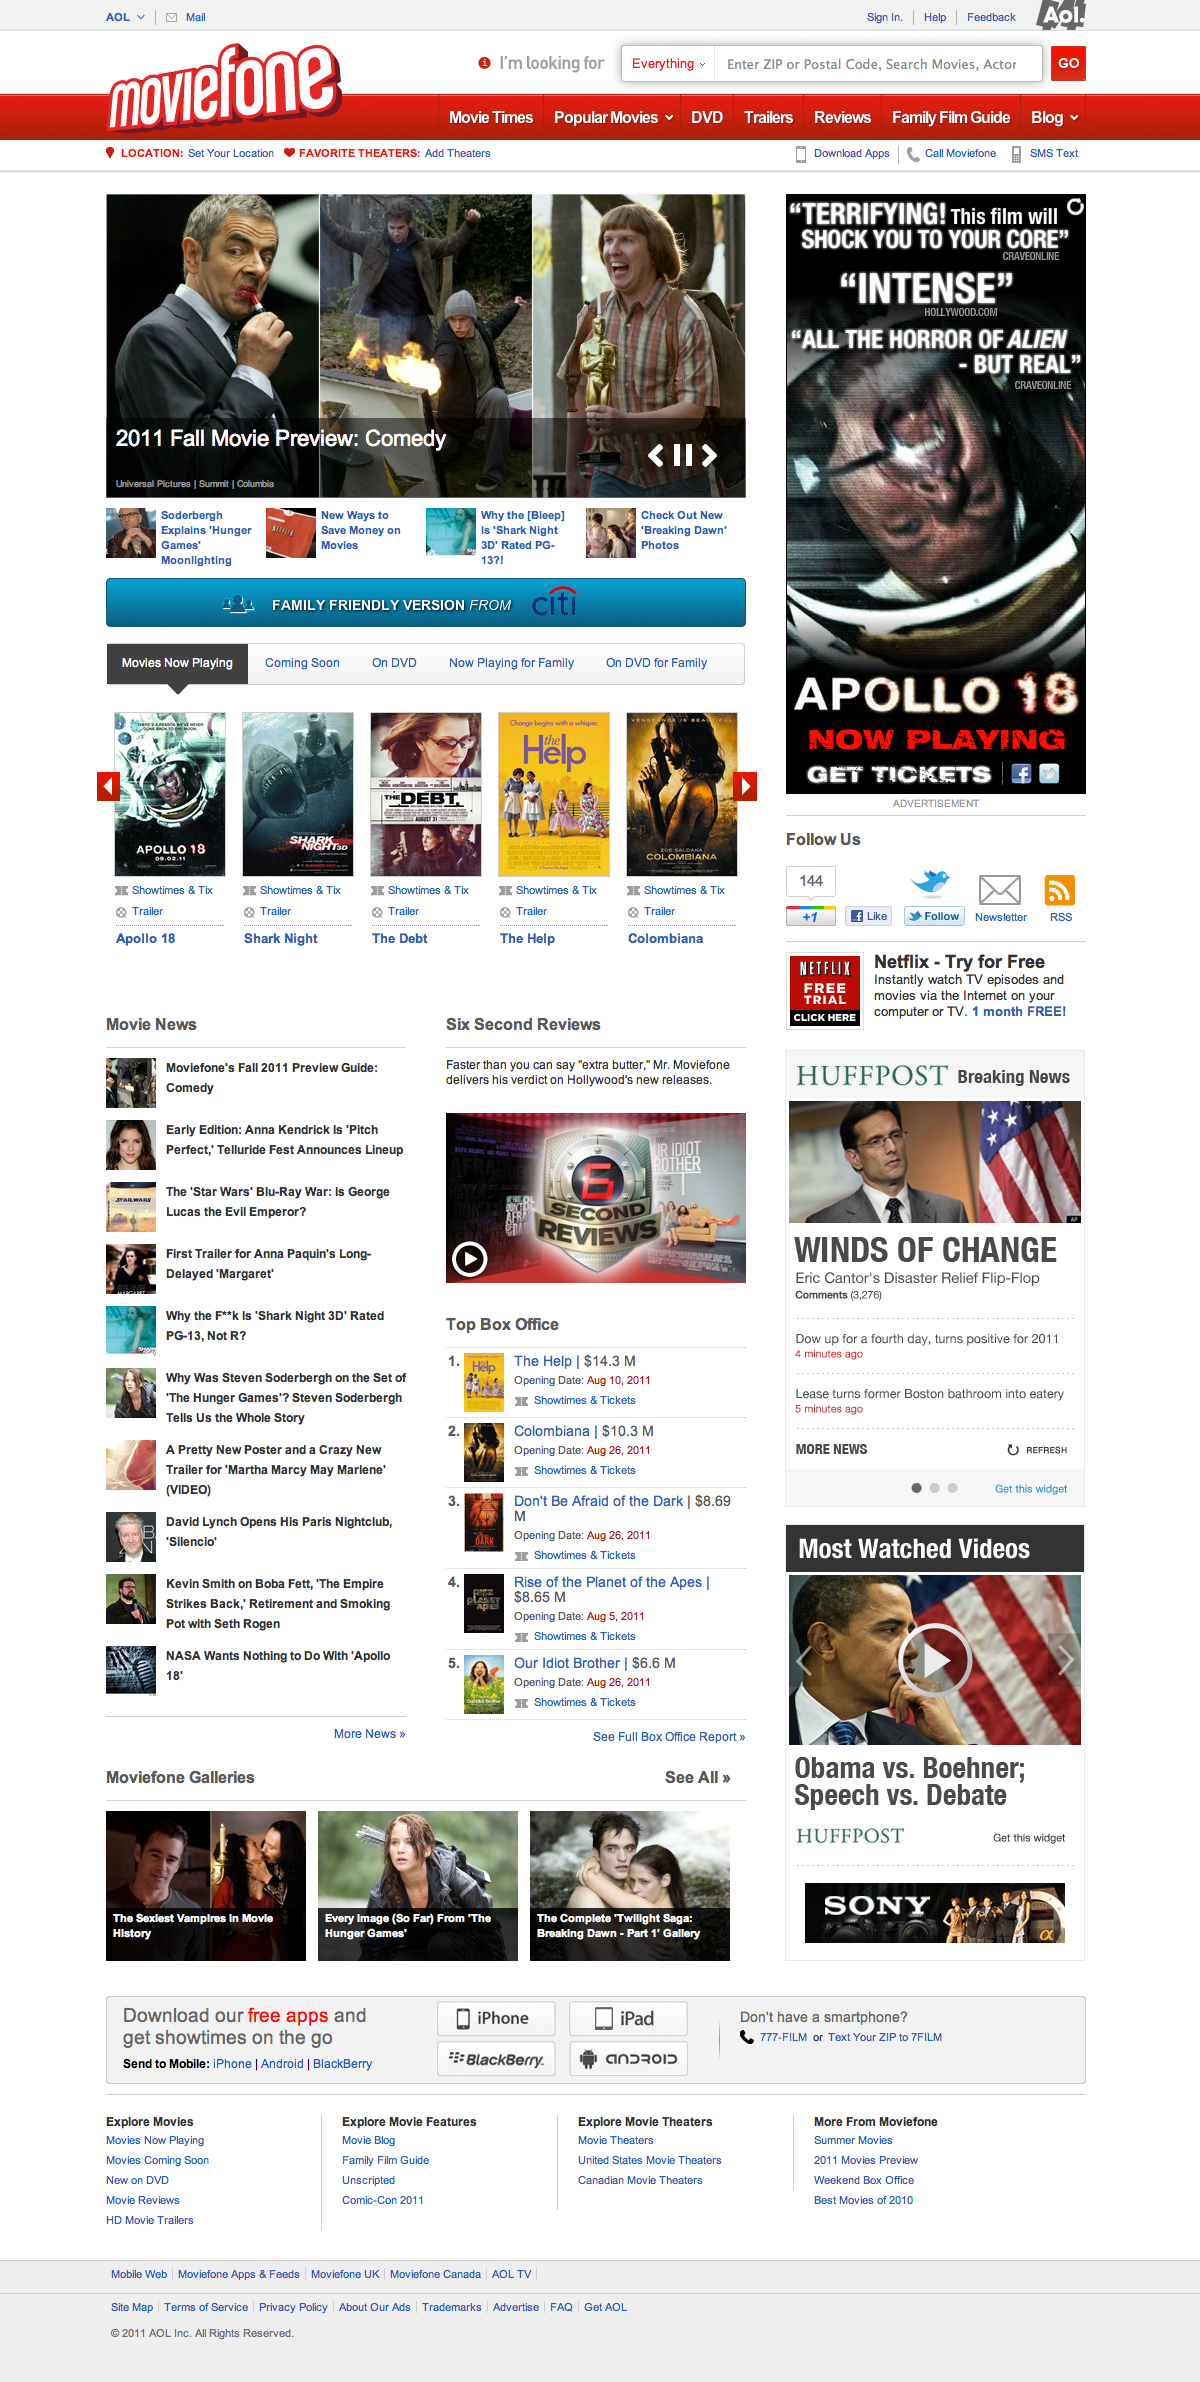 AOL
Mail
Sign In.
Help
Feedback
Aol.
moviefone
I'm looking for
Everything
Enter ZIP or Postal Code, Search Movies, Actor
GO
Movie Times
Popular Movies
DVD
Trailers
Reviews
Family Film Guide
Blog
LOCATION: Set Your Location
FAVORITE THEATERS: Add Theaters
Download Apps
Call Moviefone
SMS Text
2011 Fall Movie Preview: Comedy
Universal Pictures | Summit | Columbia
Soderbergh
Explains 'Hunger
Games'
Moonlighting
New Ways to
Save Money on
Movies
Why the [Bleep]
Is 'Shark Night
3D' Rated PG-
13?!
Check Out New
'Breaking Dawn'
Photos
FAMILY FRIENDLY VERSION FROM
citi
Movies Now Playing
Coming Soon
On DVD
Now Playing for Family
On DVD for Family
APOLLO 18
09.02.11
SHARK
NIGHT3D
THE DEBT
AUGUST 31
Change begins with a whisper.
the
Help
VENGEANCE IS BEAUTIFUL
ZOE SALDANA
COLOMBIANA
Showtimes & Tix
Trailer
Apollo 18
Showtimes & Tix
Trailer
Shark Night
Showtimes & Tix
Trailer
The Debt
Showtimes & Tix
Trailer
The Help
Showtimes & Tix
Trailer
Colombiana
"TERRIFYING! This film will
SHOCK YOU TO YOUR CORE"
CRAVEONLINE
"INTENSE"
HOLLYWOOD.COM
"ALL THE HORROR OF ALIEN
- BUT REAL"
CRAVEONLINE
APOLLO 18
NOW PLAYING
GET TICKETS
ADVERTISEMENT
Follow Us
144
+1
Like
Follow
Newsletter
RSS
NETFLIX
FREE
TRIAL
CLICK HERE
Netflix - Try for Free
Instantly watch TV episodes and
movies via the Internet on your
computer or TV. 1 month FREE!
Movie News
Moviefone's Fall 2011 Preview Guide:
Comedy
Early Edition: Anna Kendrick Is 'Pitch
Perfect,' Telluride Fest Announces Lineup
The 'Star Wars' Blu-Ray War: Is George
Lucas the Evil Emperor?
First Trailer for Anna Paquin's Long-
Delayed 'Margaret'
Why the F**k Is 'Shark Night 3D' Rated
PG-13, Not R?
Why Was Steven Soderbergh on the Set of
'The Hunger Games'? Steven Soderbergh
Tells Us the Whole Story
A Pretty New Poster and a Crazy New
Trailer for 'Martha Marcy May Marlene'
(VIDEO)
David Lynch Opens His Paris Nightclub,
'Silencio'
Kevin Smith on Boba Fett, 'The Empire
Strikes Back,' Retirement and Smoking
Pot with Seth Rogen
NASA Wants Nothing to Do With 'Apollo
18'
More News »
Six Second Reviews
Faster than you can say "extra butter," Mr. Moviefone
delivers his verdict on Hollywood's new releases.
6
SECOND
REVIEWS
Top Box Office
1.
The Help | $14.3 M
Opening Date: Aug 10, 2011
Showtimes & Tickets
2.
Colombiana | $10.3 M
Opening Date: Aug 26, 2011
Showtimes & Tickets
3.
Don't Be Afraid of the Dark | $8.69
M
Opening Date: Aug 26, 2011
Showtimes & Tickets
4.
Rise of the Planet of the Apes |
$8.65 M
Opening Date: Aug 5, 2011
Showtimes & Tickets
5.
Our Idiot Brother | $6.6 M
Opening Date: Aug 26, 2011
Showtimes & Tickets
See Full Box Office Report »
HUFFPOST Breaking News
AP
WINDS OF CHANGE
Eric Cantor's Disaster Relief Flip-Flop
Comments (3,276)
Dow up for a fourth day, turns positive for 2011
4 minutes ago
Lease turns former Boston bathroom into eatery
5 minutes ago
MORE NEWS
REFRESH
Get this widget
Most Watched Videos
Obama vs. Boehner;
Speech vs. Debate
HUFFPOST
Get this widget
SONY
α
Moviefone Galleries
See All »
The Sexiest Vampires in Movie
History
Every Image (So Far) From 'The
Hunger Games'
The Complete 'Twilight Saga:
Breaking Dawn - Part 1' Gallery
Download our free apps and
get showtimes on the go
Send to Mobile: iPhone | Android | BlackBerry
iPhone
iPad
BlackBerry.
ANDROID
Don't have a smartphone?
777-FILM or Text Your ZIP to 7FILM
Explore Movies
Movies Now Playing
Movies Coming Soon
New on DVD
Movie Reviews
HD Movie Trailers
Explore Movie Features
Movie Blog
Family Film Guide
Unscripted
Comic-Con 2011
Explore Movie Theaters
Movie Theaters
United States Movie Theaters
Canadian Movie Theaters
More From Moviefone
Summer Movies
2011 Movies Preview
Weekend Box Office
Best Movies of 2010
Mobile Web
Moviefone Apps & Feeds
Moviefone UK
Moviefone Canada
AOL TV
Site Map
Terms of Service
Privacy Policy
About Our Ads
Trademarks
Advertise
FAQ
Get AOL
© 2011 AOL Inc. All Rights Reserved.